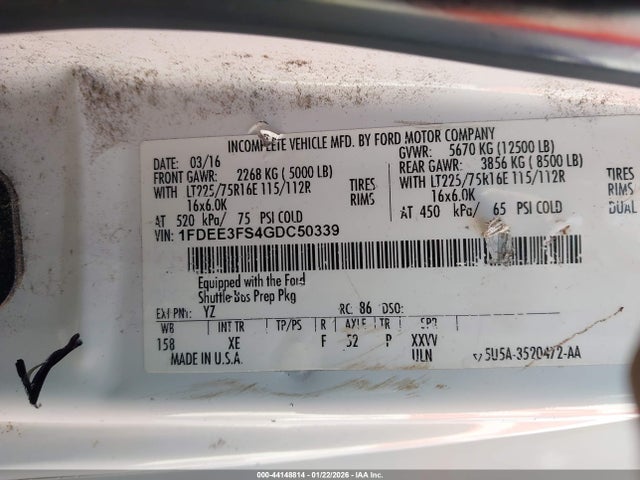 INCOMPLETE VEHICLE MFD. BY FORD MOTOR COMPANY
DATE: 03/16 GVWR: 5670 KG (12500 LB)
FRONT GAWR: 2268 KG ( 5000 LB) REAR GAWR: 3856 KG ( 8500 LB)
WITH LT225/75R16E 115/112R TIRES WITH LT225/75R16E 115/112R TIRES
16x6.0K RIMS 16x6.0K RIMS
AT 520 kPa/ 75 PSI COLD AT 450 kPa/ 65 PSI COLD DUAL
VIN: 1FDEE3FS4GDC50339
Equipped with the Ford
Shuttle Bus Prep Pkg
EXT PNT: YZ RC: 86 DSO:
WB INT TR TP/PS R AXLE TR SPR
158 XE F 52 P XXVV
MADE IN U.S.A. ULN 5U5A-3520472-AA
000-44148814 - 01/22/2026 - IAAI, Inc.